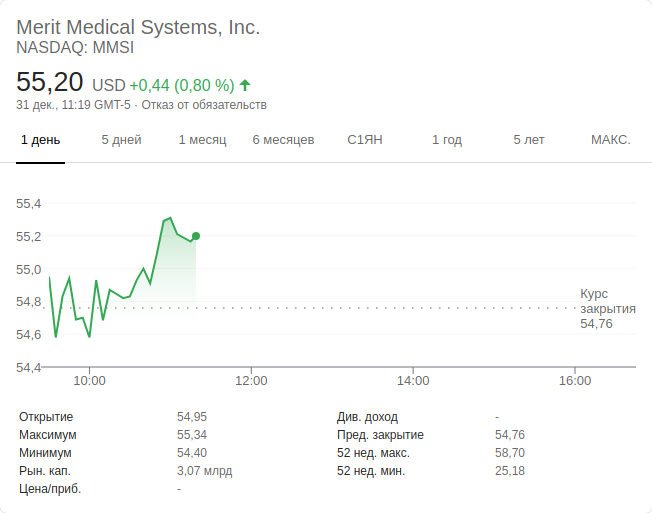 Merit Medical Systems, Inc.
NASDAQ: MMSI
55,20 USD +0,44 (0,80 %)
31 дек., 11:19 GMT-5 · Отказ от обязательств
1 день 5 дней 1 месяц 6 месяцев С1ЯН 1 год 5 лет МАКС.
55,4
55,2
55,0
54,8
54,6
54,4
Курс
закрытия
54,76
10:00 12:00 14:00 16:00
Открытие 54,95 Див. доход -
Максимум 55,34 Пред. закрытие 54,76
Минимум 54,40 52 нед. макс. 58,70
Рын. кап. 3,07 млрд 52 нед. мин. 25,18
Цена/приб. -